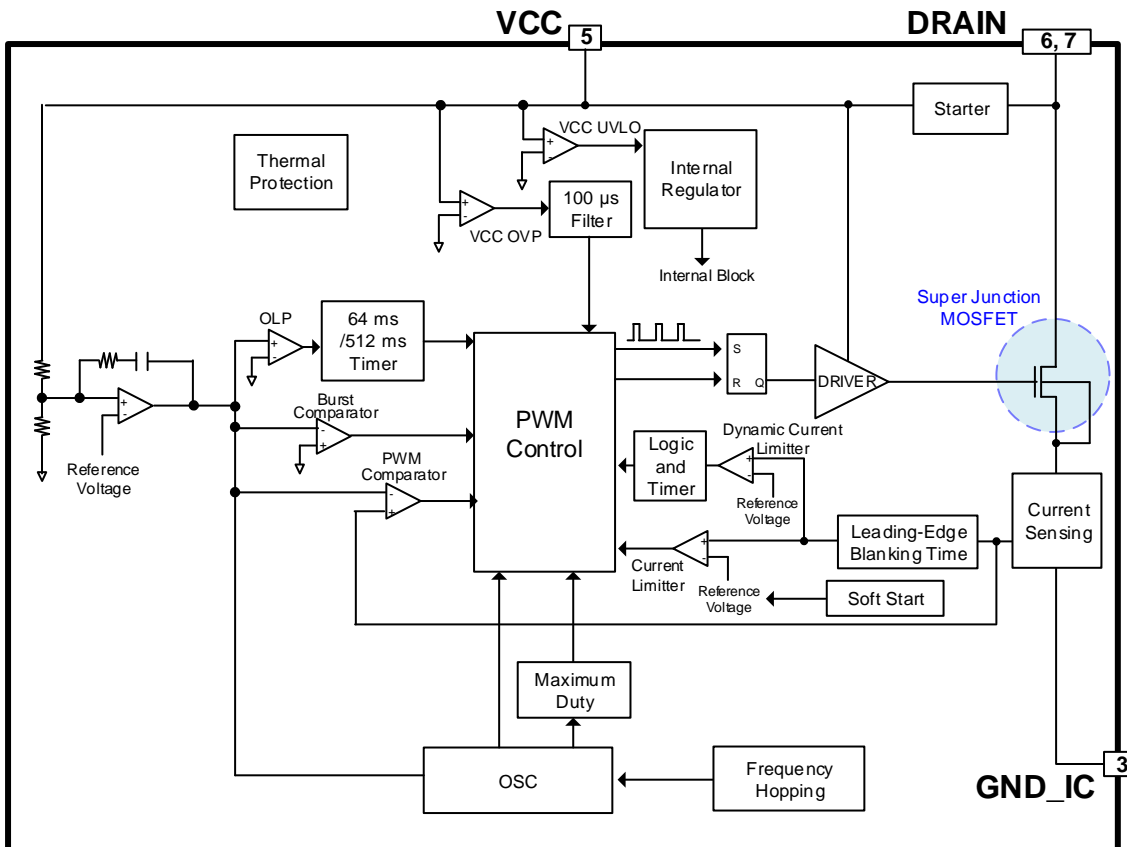 VCC
DRAIN
5
6, 7
Starter
VCC UVLO
+
-
Thermal
Protection
Internal
Regulator
100 µs
Filter
+
-
VCC OVP
Internal Block
Super Junction
MOSFET
OLP
+
-
64 ms
/512 ms
Timer
S
R Q
DRIVER
+
-
Reference
Voltage
Burst
Comparator
-
+
PWM
Control
PWM
Comparator
-
+
Dynamic Current
Limitter
Logic
and
Timer
+
-
Reference
Voltage
Current
Sensing
Leading-Edge
Blanking Time
+
-
Current
Limitter
Reference
Voltage
Soft Start
Maximum
Duty
OSC
Frequency
Hopping
3
GND_IC